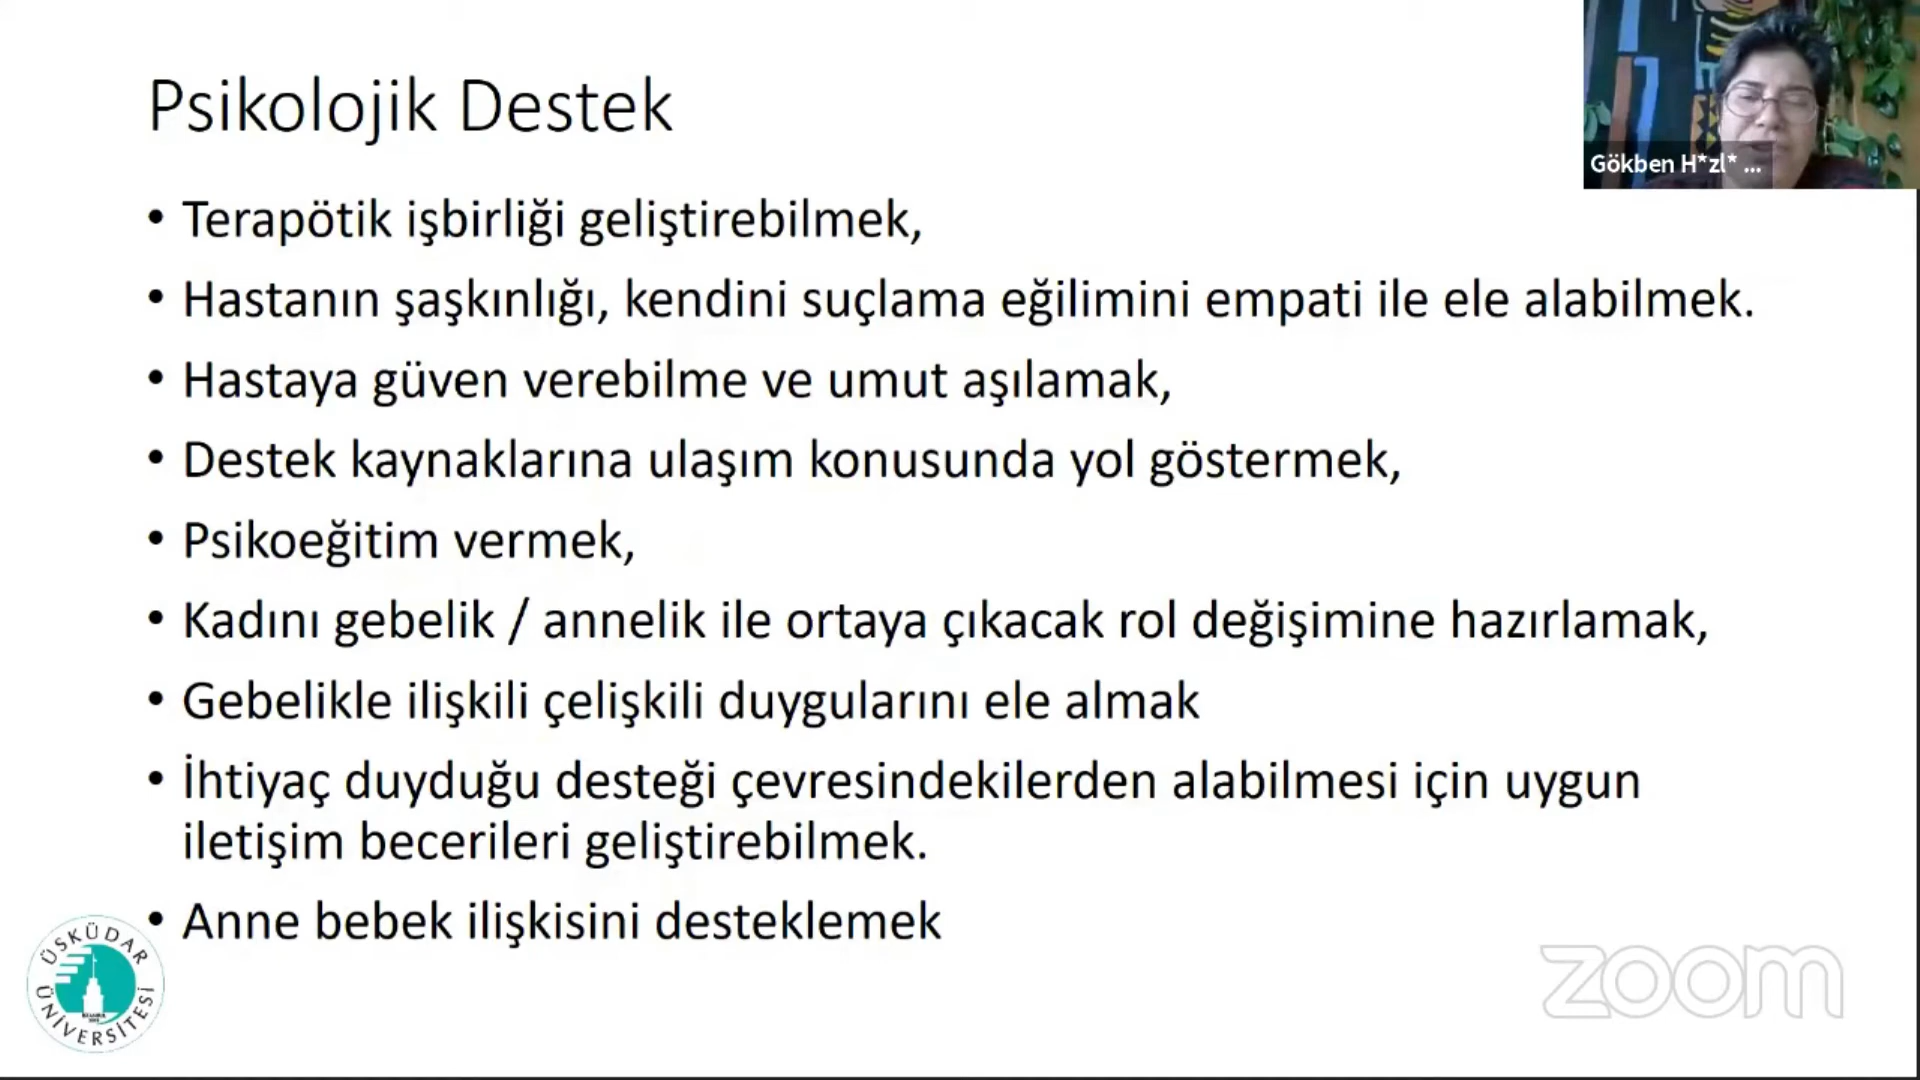 Psikolojik Destek
Gökben H*zl* ...
• Terapötik işbirliği geliştirebilmek,
• Hastanın şaşkınlığı, kendini suçlama eğilimini empati ile ele alabilmek.
• Hastaya güven verebilme ve umut aşılamak,
• Destek kaynaklarına ulaşım konusunda yol göstermek,
• Psikoeğitim vermek,
• Kadını gebelik / annelik ile ortaya çıkacak rol değişimine hazırlamak,
• Gebelikle ilişkili çelişkili duygularını ele almak
• İhtiyaç duyduğu desteği çevresindekilerden alabilmesi için uygun
iletişim becerileri geliştirebilmek.
• Anne bebek ilişkisini desteklemek
ÜSKÜDAR
ÜNİVERSİTESİ
zoom